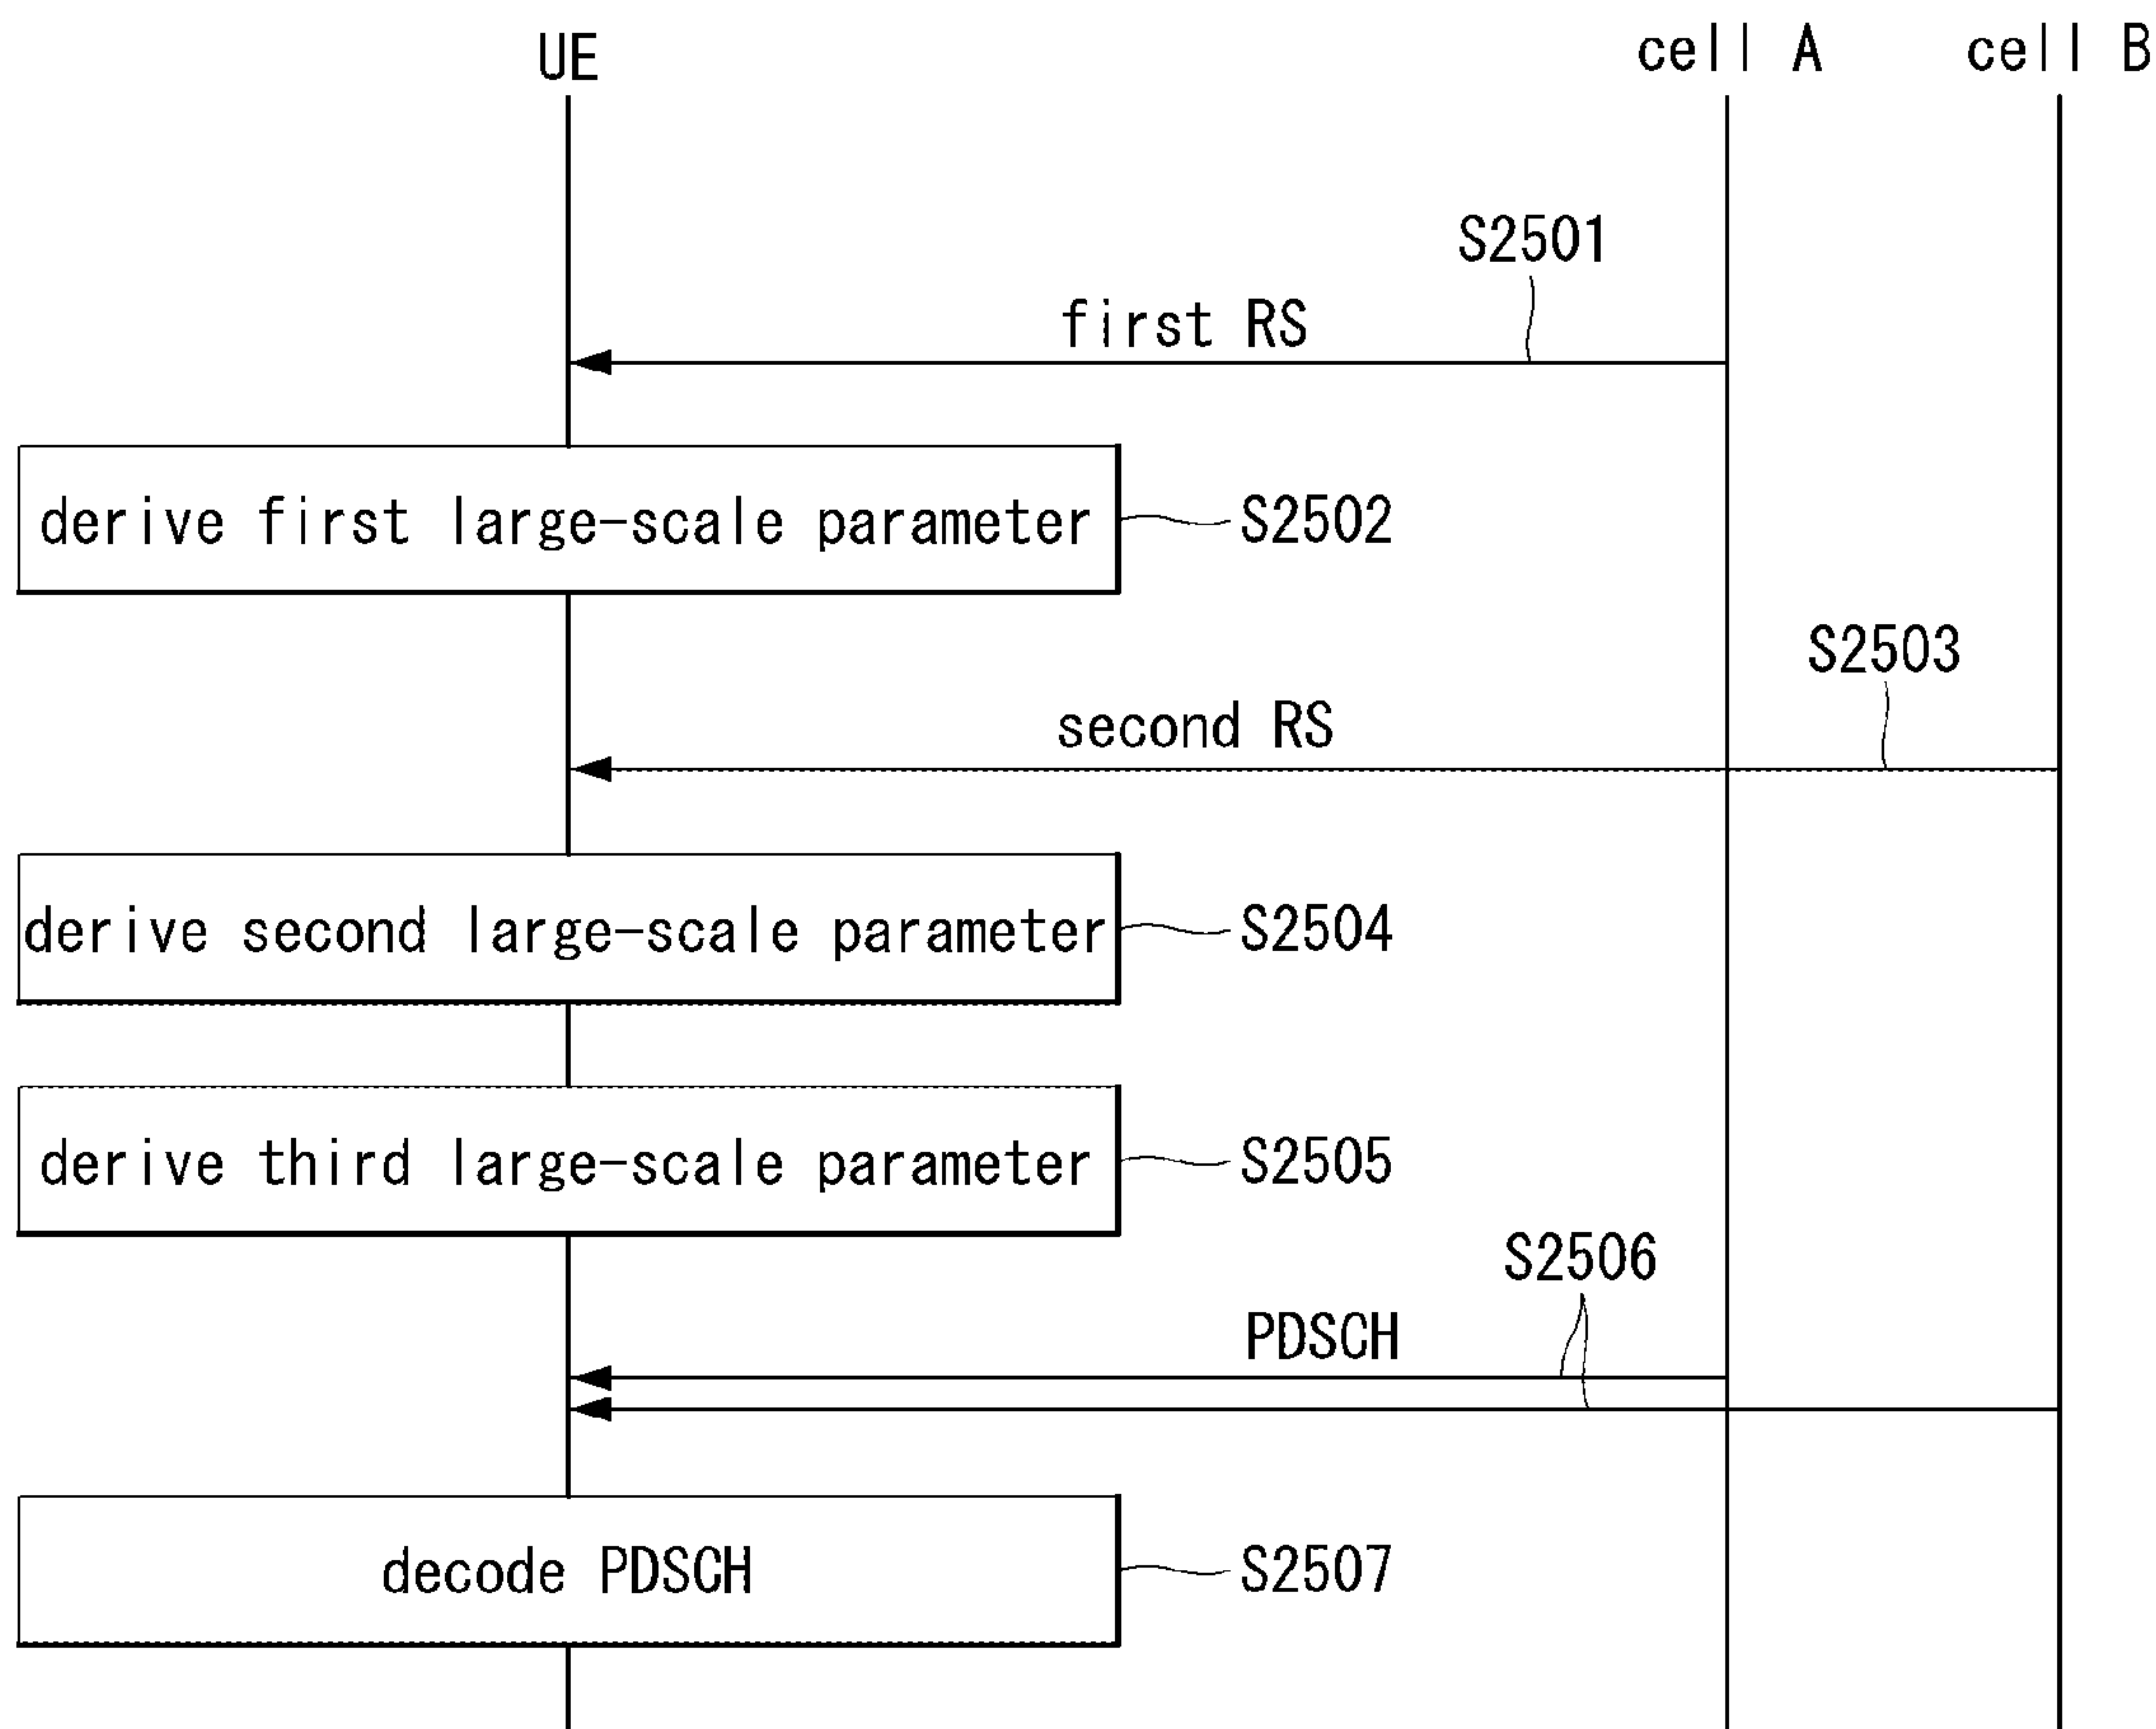 UE
cell A
cell B
S2501
first RS
derive first large-scale parameter
S2502
S2503
second RS
derive second large-scale parameter
S2504
derive third large-scale parameter
S2505
S2506
PDSCH
decode PDSCH
S2507